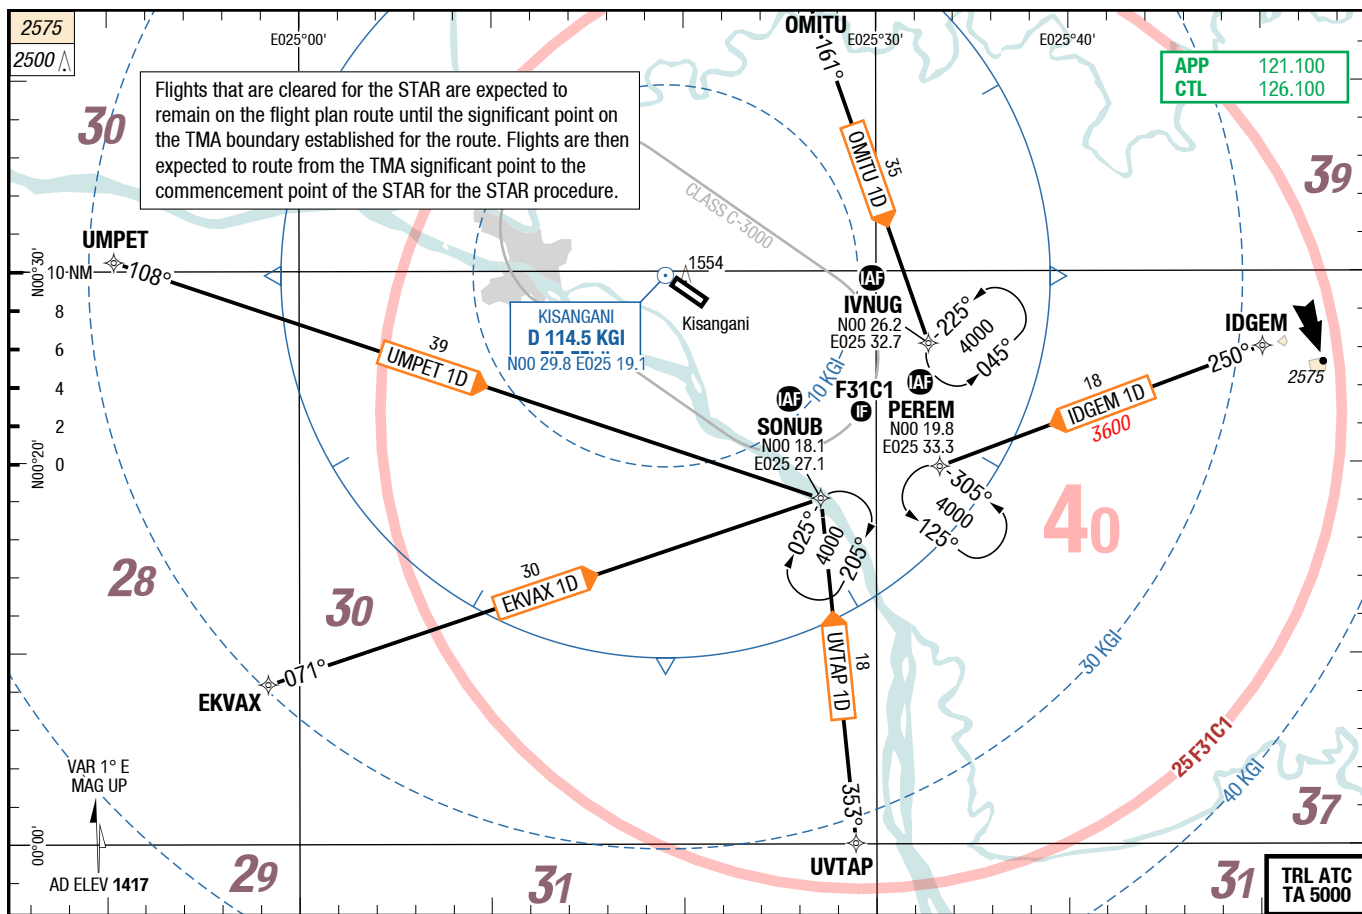 2575
2500
E025°00'
OMITU
E025°30'
E025°40'
APP 121.100
CTL 126.100
Flights that are cleared for the STAR are expected to
remain on the flight plan route until the significant point on
the TMA boundary established for the route. Flights are then
expected to route from the TMA significant point to the
commencement point of the STAR for the STAR procedure.
30
161°
OMITU 1D
35
39
CLASS C-3000
UMPET
108°
N00°30'
10 NM
8
6
4
2
0
N00°20'
1554
Kisangani
KISANGANI
D 114.5 KGI
N00 29.8 E025 19.1
IAF
IVNUG
N00 26.2
E025 32.7
225°
4000
045°
IDGEM
250°
2575
39
UMPET 1D
18
IDGEM 1D
3600
10 KGI
F31C1
IF
IAF
PEREM
N00 19.8
E025 33.3
IAF
SONUB
N00 18.1
E025 27.1
305°
4000
125°
40
025°
4000
205°
28
30
30
EKVAX 1D
071°
EKVAX
UVTAP 1D
18
353°
UVTAP
30 KGI
25 F31C1
40 KGI
37
VAR 1° E
MAG UP
00°00'
AD ELEV 1417
29
31
31
TRL ATC
TA 5000